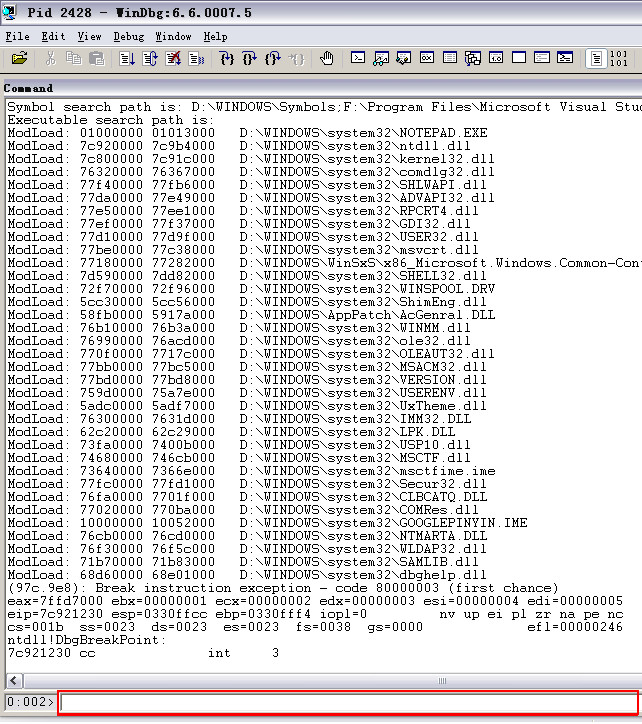 Pid 2428 - WinDbg:6.6.0007.5
File Edit View Debug Window Help
101
101
Command
Symbol search path is: D:\WINDOWS\Symbols;F:\Program Files\Microsoft Visual Stud
Executable search path is:
ModLoad: 01000000 01013000   D:\WINDOWS\system32\NOTEPAD.EXE
ModLoad: 7c920000 7c9b4000   D:\WINDOWS\system32\ntdll.dll
ModLoad: 7c800000 7c91c000   D:\WINDOWS\system32\kernel32.dll
ModLoad: 76320000 76367000   D:\WINDOWS\system32\comdlg32.dll
ModLoad: 77f40000 77fb6000   D:\WINDOWS\system32\SHLWAPI.dll
ModLoad: 77da0000 77e49000   D:\WINDOWS\system32\ADVAPI32.dll
ModLoad: 77e50000 77ee1000   D:\WINDOWS\system32\RPCRT4.dll
ModLoad: 77ef0000 77f37000   D:\WINDOWS\system32\GDI32.dll
ModLoad: 77d10000 77d9f000   D:\WINDOWS\system32\USER32.dll
ModLoad: 77be0000 77c38000   D:\WINDOWS\system32\msvcrt.dll
ModLoad: 77180000 77282000   D:\WINDOWS\WinSxS\x86_Microsoft.Windows.Common-Con
ModLoad: 7d590000 7dd82000   D:\WINDOWS\system32\SHELL32.dll
ModLoad: 72f70000 72f96000   D:\WINDOWS\system32\WINSPOOL.DRV
ModLoad: 5cc30000 5cc56000   D:\WINDOWS\system32\ShimEng.dll
ModLoad: 58fb0000 5917a000   D:\WINDOWS\AppPatch\AcGenral.DLL
ModLoad: 76b10000 76b3a000   D:\WINDOWS\system32\WINMM.dll
ModLoad: 76990000 76acd000   D:\WINDOWS\system32\ole32.dll
ModLoad: 770f0000 7717c000   D:\WINDOWS\system32\OLEAUT32.dll
ModLoad: 77bb0000 77bc5000   D:\WINDOWS\system32\MSACM32.dll
ModLoad: 77bd0000 77bd8000   D:\WINDOWS\system32\VERSION.dll
ModLoad: 759d0000 75a7e000   D:\WINDOWS\system32\USERENV.dll
ModLoad: 5adc0000 5adf7000   D:\WINDOWS\system32\UxTheme.dll
ModLoad: 76300000 7631d000   D:\WINDOWS\system32\IMM32.DLL
ModLoad: 62c20000 62c29000   D:\WINDOWS\system32\LPK.DLL
ModLoad: 73fa0000 7400b000   D:\WINDOWS\system32\USP10.dll
ModLoad: 74680000 746cb000   D:\WINDOWS\system32\MSCTF.dll
ModLoad: 73640000 7366e000   D:\WINDOWS\system32\msctfime.ime
ModLoad: 77fc0000 77fd1000   D:\WINDOWS\system32\Secur32.dll
ModLoad: 76fa0000 7701f000   D:\WINDOWS\system32\CLBCATQ.DLL
ModLoad: 77020000 770ba000   D:\WINDOWS\system32\COMRes.dll
ModLoad: 10000000 10052000   D:\WINDOWS\system32\GOOGLEPINYIN.IME
ModLoad: 76cb0000 76cd0000   D:\WINDOWS\system32\NTMARTA.DLL
ModLoad: 76f30000 76f5c000   D:\WINDOWS\system32\WLDAP32.dll
ModLoad: 71b70000 71b83000   D:\WINDOWS\system32\SAMLIB.dll
ModLoad: 68d60000 68e01000   D:\WINDOWS\system32\dbghelp.dll
(97c.9e8): Break instruction exception - code 80000003 (first chance)
eax=7ffd7000 ebx=00000001 ecx=00000002 edx=00000003 esi=00000004 edi=00000005
eip=7c921230 esp=0330ffcc ebp=0330fff4 iopl=0         nv up ei pl zr na pe nc
cs=001b  ss=0023  ds=0023  es=0023  fs=0038  gs=0000             efl=00000246
ntdll!DbgBreakPoint:
7c921230 cc              int     3
0:002>